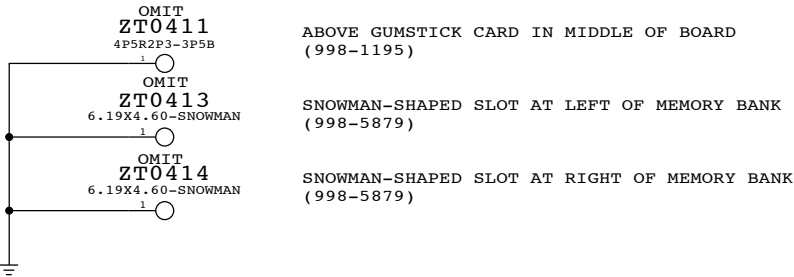 OMIT
ZT0411
4P5R2P3-3P5B
1
ABOVE GUMSTICK CARD IN MIDDLE OF BOARD
(998-1195)
OMIT
ZT0413
6.19X4.60-SNOWMAN
1
SNOWMAN-SHAPED SLOT AT LEFT OF MEMORY BANK
(998-5879)
OMIT
ZT0414
6.19X4.60-SNOWMAN
1
SNOWMAN-SHAPED SLOT AT RIGHT OF MEMORY BANK
(998-5879)